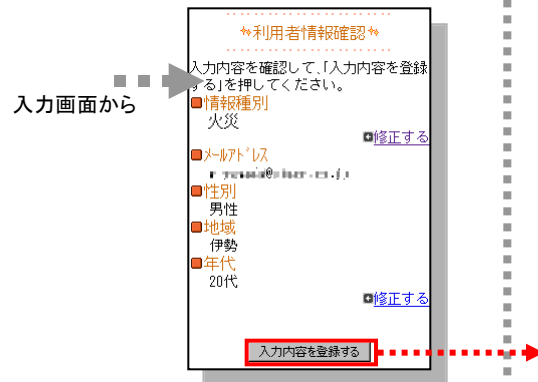 利用者情報確認
入力内容を確認して、「入力内容を登録
する」を押してください。
入力画面から
情報種別
火災
修正する
メールアドレス
性別
男性
地域
伊勢
年代
20代
修正する
入力内容を登録する